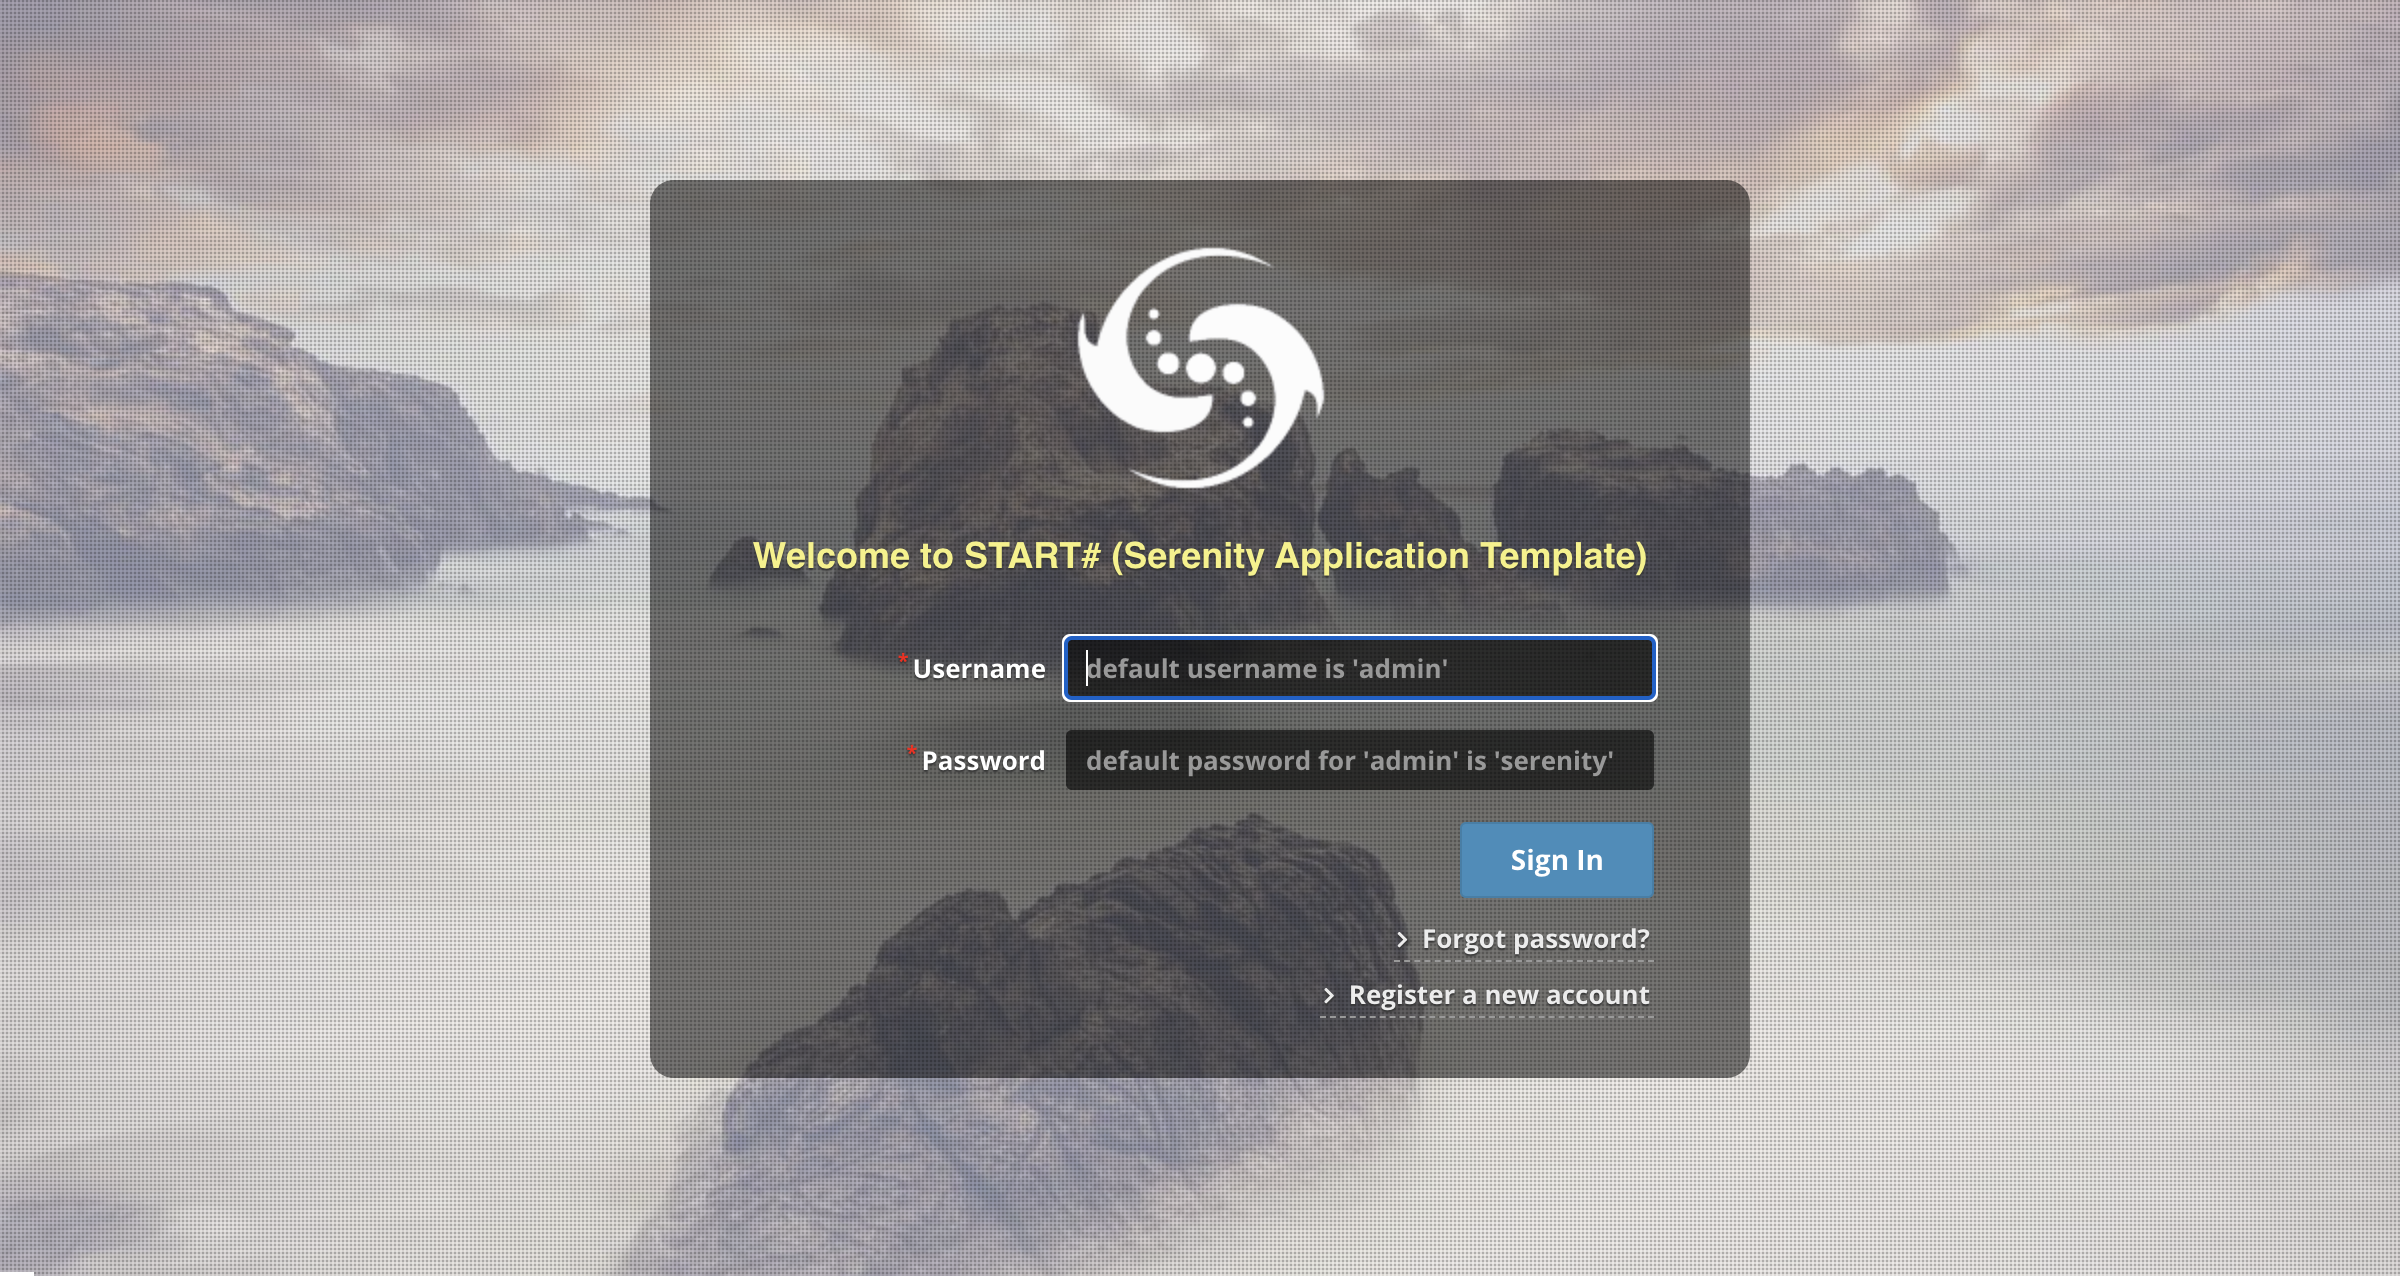 Welcome to START# (Serenity Application Template)
* Username
default username is 'admin'
* Password
default password for 'admin' is 'serenity'
Sign In
Forgot password?
Register a new account